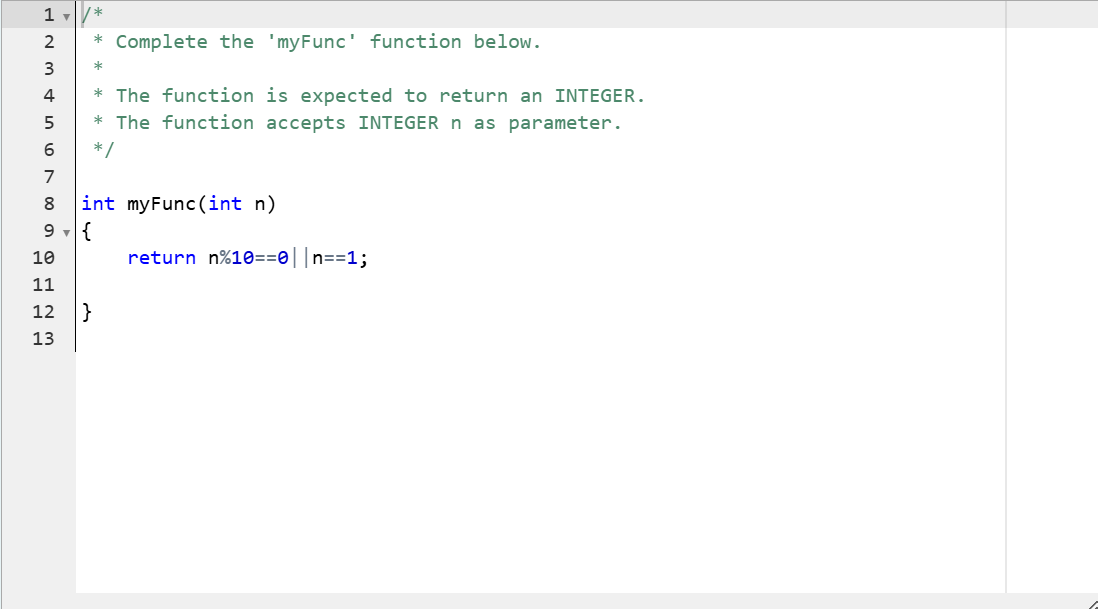 1 /*
2  * Complete the 'myFunc' function below.
3  *
4  * The function is expected to return an INTEGER.
5  * The function accepts INTEGER n as parameter.
6  */
7
8 int myFunc(int n)
9 {
10     return n%10==0||n==1;
11
12 }
13